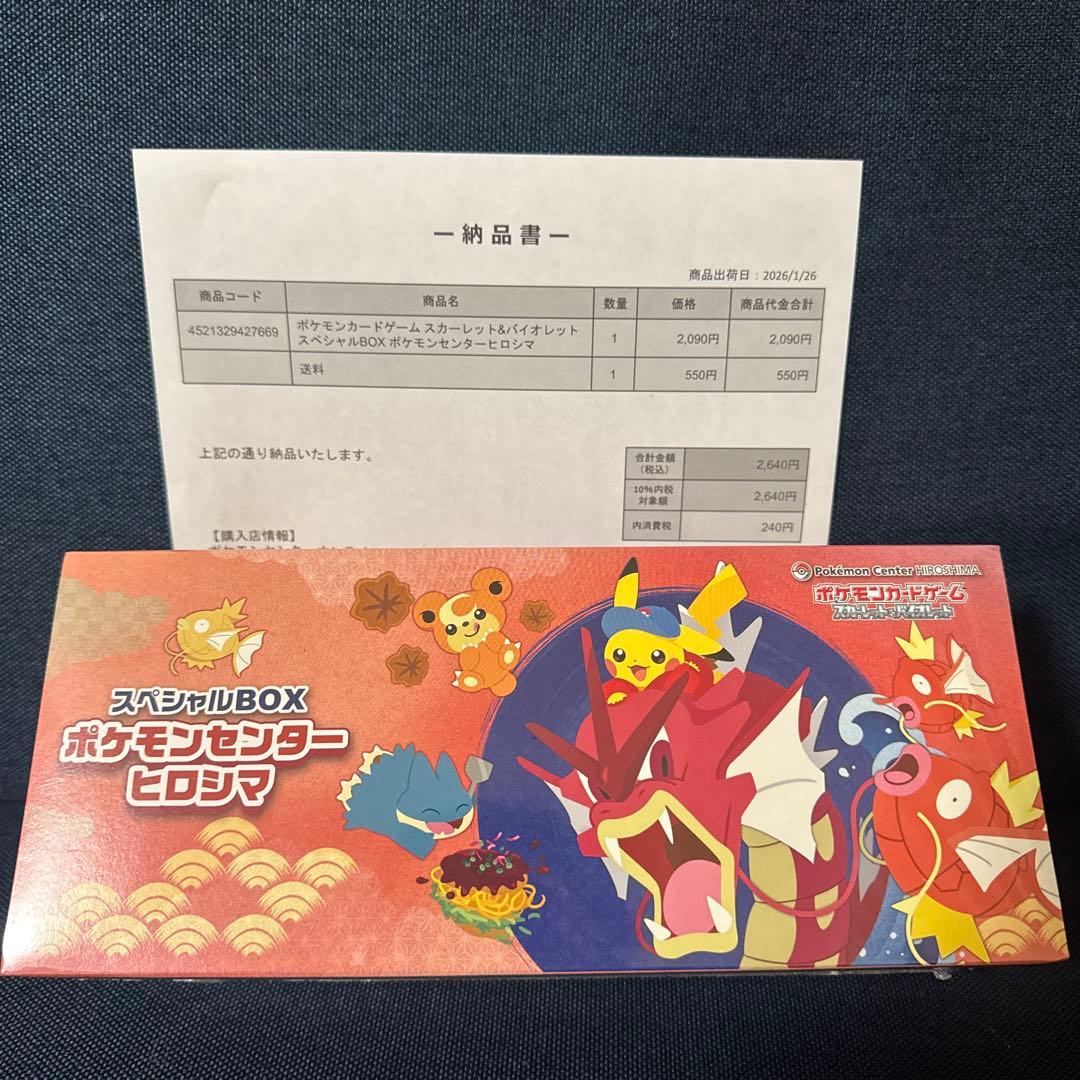 ー納品書ー
商品出荷日：2026/1/26
商品コード 商品名 数量 価格 商品代金合計
4521329427669 ポケモンカードゲーム スカーレット&バイオレット 1 2,090円 2,090円
スペシャルBOX ポケモンセンターヒロシマ
送料 1 550円 550円
上記の通り納品いたします。
合計金額
（税込） 2,640円
10%内税
対象額 2,640円
内消費税 240円
【購入店情報】
Pokémon Center HIROSHIMA
ポケモンカードゲーム
スカーレット&バイオレット
スペシャルBOX
ポケモンセンター
ヒロシマ